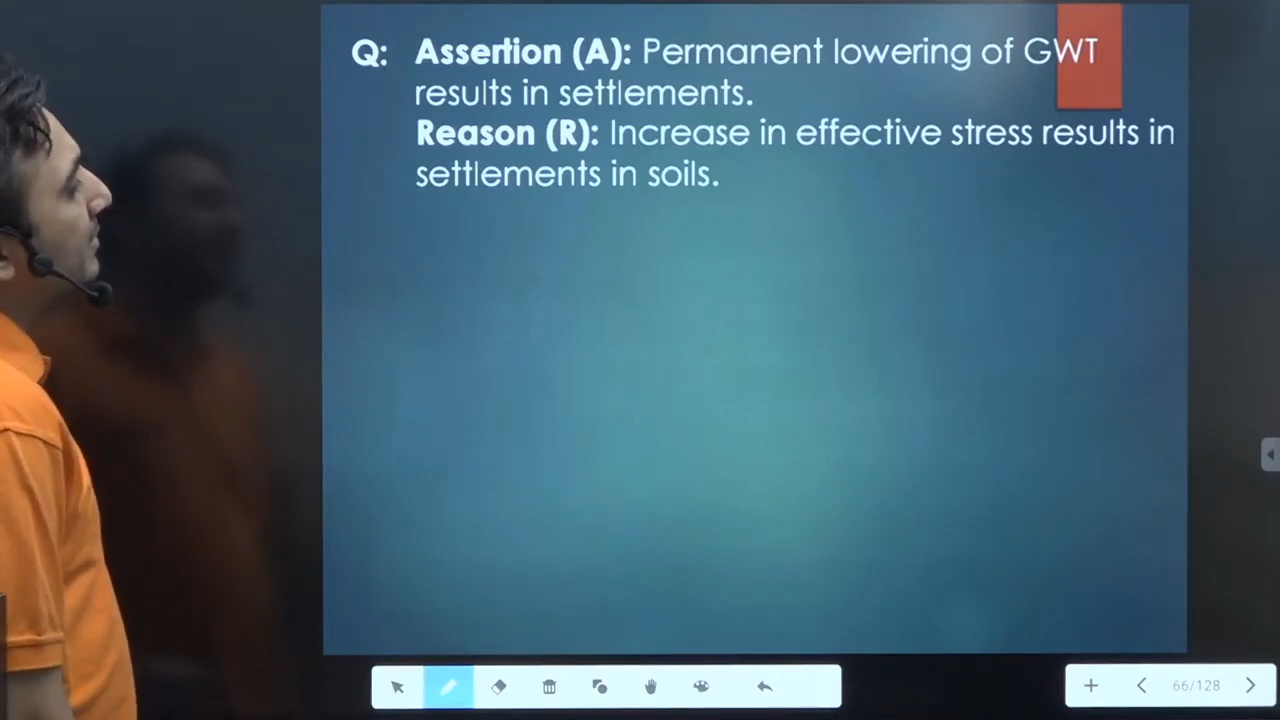 Q: Assertion (A): Permanent lowering of GWT
results in settlements.
Reason (R): Increase in effective stress results in
settlements in soils.
66/128